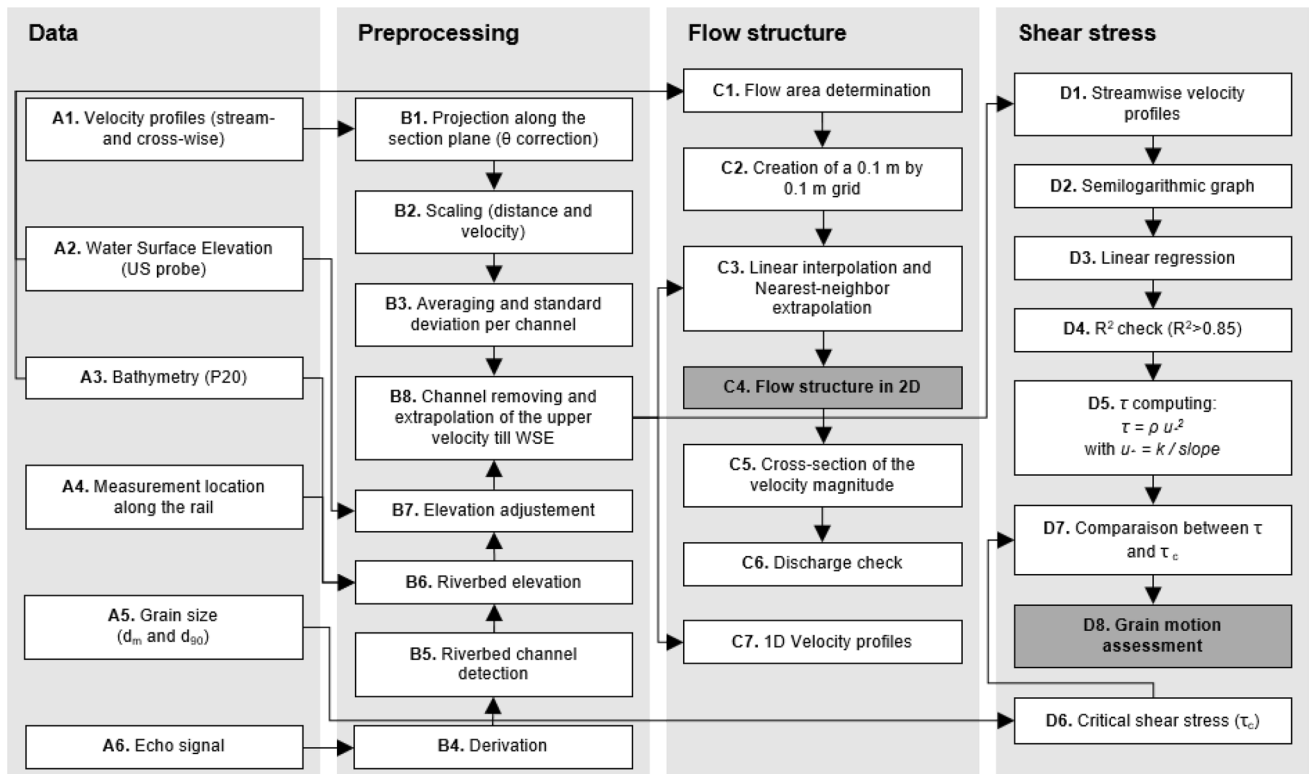 Data
A1. Velocity profiles (stream-
and cross-wise)
A2. Water Surface Elevation
(US probe)
A3. Bathymetry (P20)
A4. Measurement location
along the rail
A5. Grain size
(dm and d90)
A6. Echo signal
Preprocessing
B1. Projection along the
section plane (θ correction)
B2. Scaling (distance and
velocity)
B3. Averaging and standard
deviation per channel
B8. Channel removing and
extrapolation of the upper
velocity till WSE
B7. Elevation adjustement
B6. Riverbed elevation
B5. Riverbed channel
detection
B4. Derivation
Flow structure
C1. Flow area determination
C2. Creation of a 0.1 m by
0.1 m grid
C3. Linear interpolation and
Nearest-neighbor
extrapolation
C4. Flow structure in 2D
C5. Cross-section of the
velocity magnitude
C6. Discharge check
C7. 1D Velocity profiles
Shear stress
D1. Streamwise velocity
profiles
D2. Semilogarithmic graph
D3. Linear regression
D4. R² check (R²>0.85)
D5. τ computing:
τ = ρ u*²
with u* = k / slope
D7. Comparaison between τ
and τc
D8. Grain motion
assessment
D6. Critical shear stress (τc)